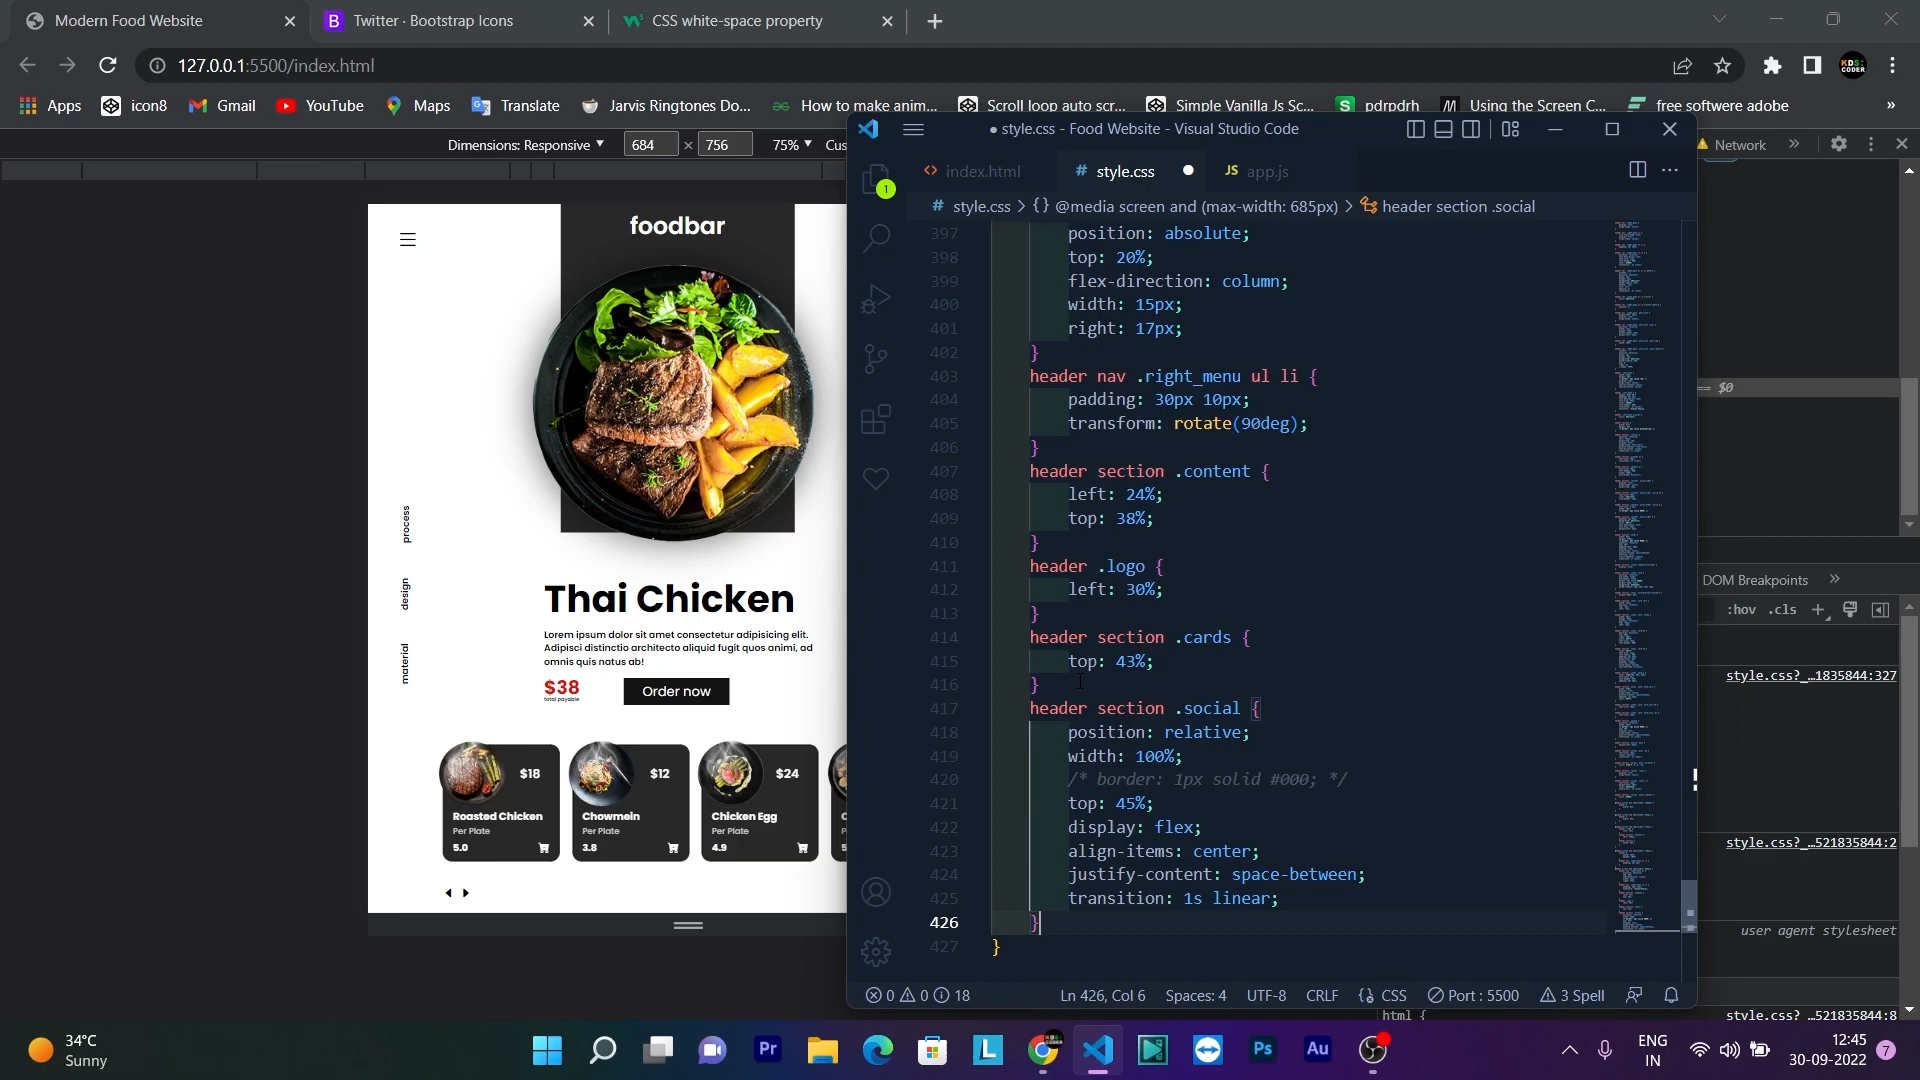 Modern Food Website
Twitter · Bootstrap Icons
CSS white-space property
127.0.0.1:5500/index.html
Apps
icon8
Gmail
YouTube
Maps
Translate
Jarvis Ringtones Do...
How to make anim...
Scroll loop auto scr...
Simple Vanilla Js Sc...
pdrpdrh
Using the Screen C...
free softwere adobe
»
Dimensions: Responsive
684
×
756
75%
Cus
foodbar
process
design
material
Thai Chicken
Lorem ipsum dolor sit amet consectetur adipisicing elit.
Adipisci distinctio architecto aliquid fugit quos animi, ad
omnis quis natus ab!
$38
total payable
Order now
$18
Roasted Chicken
Per Plate
5.0
$12
Chowmein
Per Plate
3.8
$24
Chicken Egg
Per Plate
4.9
● style.css - Food Website - Visual Studio Code
1
index.html
# style.css
JS app.js
# style.css > {} @media screen and (max-width: 685px) > header section .social
397 position: absolute;
398 top: 20%;
399 flex-direction: column;
400 width: 15px;
401 right: 17px;
402 }
403 header nav .right_menu ul li {
404 padding: 30px 10px;
405 transform: rotate(90deg);
406 }
407 header section .content {
408 left: 24%;
409 top: 38%;
410 }
411 header .logo {
412 left: 30%;
413 }
414 header section .cards {
415 top: 43%;
416 }
417 header section .social {
418 position: relative;
419 width: 100%;
420 /* border: 1px solid #000; */
421 top: 45%;
422 display: flex;
423 align-items: center;
424 justify-content: space-between;
425 transition: 1s linear;
426 }
427 }
0 0 18
Ln 426, Col 6
Spaces: 4
UTF-8
CRLF
{} CSS
Port : 5500
3 Spell
Network
»
== $0
DOM Breakpoints
»
:hov .cls +
style.css?_…1835844:327
style.css?_…521835844:2
user agent stylesheet
html {
style.css?_…521835844:8
34°C
Sunny
Pr
L
Ps
Au
ENG
IN
12:45
30-09-2022
7